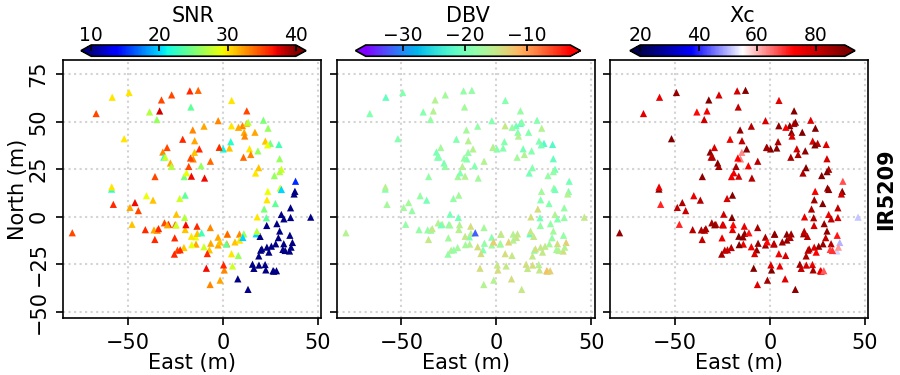 SNR DBV Xc
10 20 30 40 −30 −20 −10 20 40 60 80
75
50
25
0
−25
−50
North (m)
−50 0 50 −50 0 50 −50 0 50
East (m) East (m) East (m)
IR5209